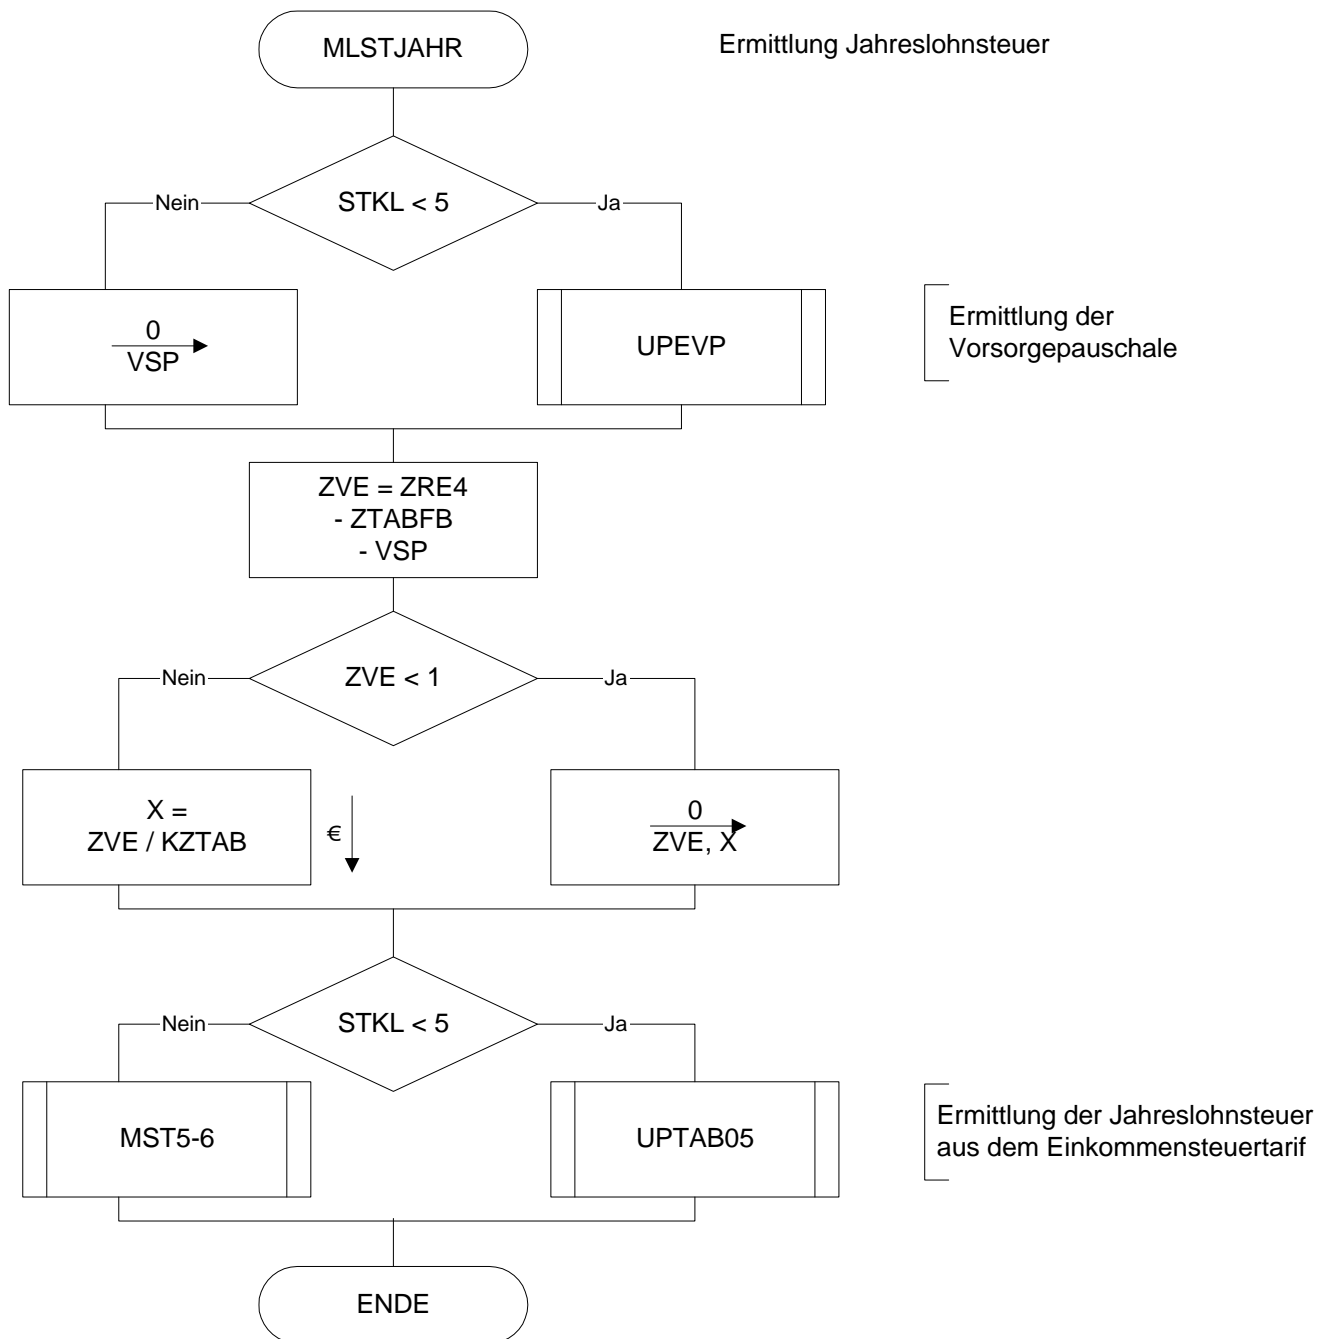 MLSTJAHR
Ermittlung Jahreslohnsteuer
STKL < 5
Nein
Ja
0
VSP
UPEVP
Ermittlung der
Vorsorgepauschale
ZVE = ZRE4
- ZTABFB
- VSP
ZVE < 1
Nein
Ja
X =
ZVE / KZTAB
€
0
ZVE, X
STKL < 5
Nein
Ja
MST5-6
UPTAB05
Ermittlung der Jahreslohnsteuer
aus dem Einkommensteuertarif
ENDE